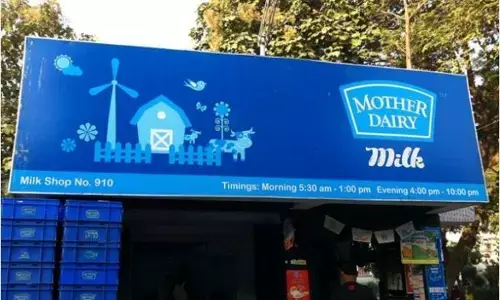 MOTHER
DAIRY
Milk
Milk Shop No. 910
Timings: Morning 5:30 am - 1:00 pm Evening 4:00 pm - 10:00 pm